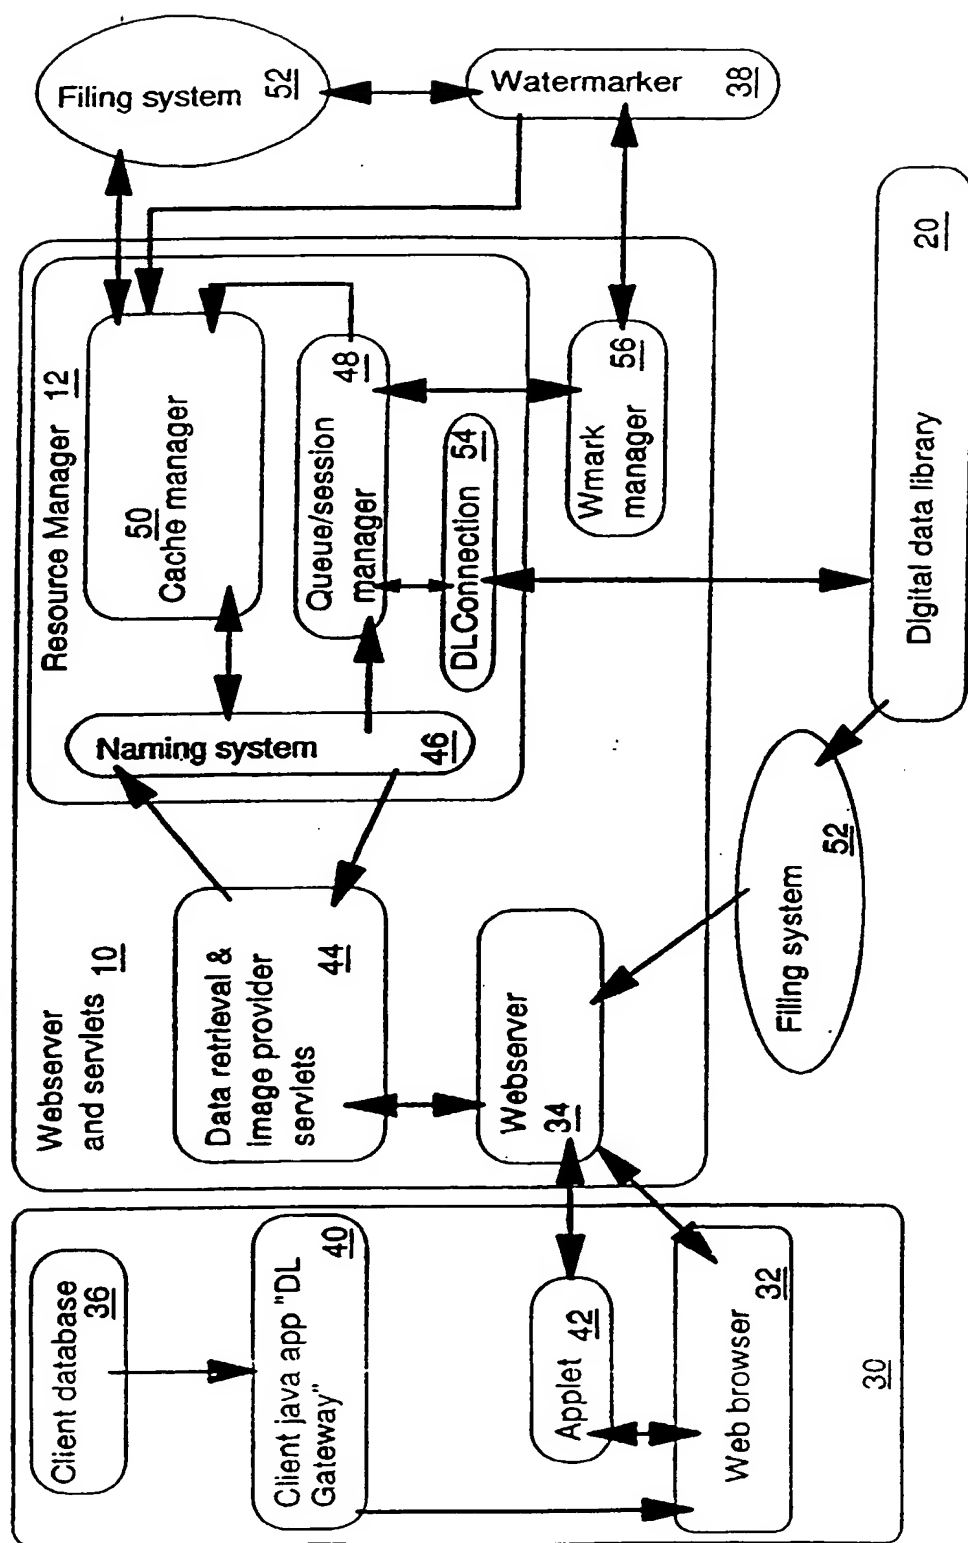 Client database
36
Client java app "DL
Gateway"
40
Applet
42
Web browser
32
30
Webserver
and servlets
10
Data retrieval &
image provider
servlets
44
Webserver
34
Resource Manager
12
Naming system
46
50
Cache manager
Queue/session
manager
48
DLConnection
54
Wmark
manager
56
Filing system
52
Watermarker
38
Filing system
52
Digital data library
20